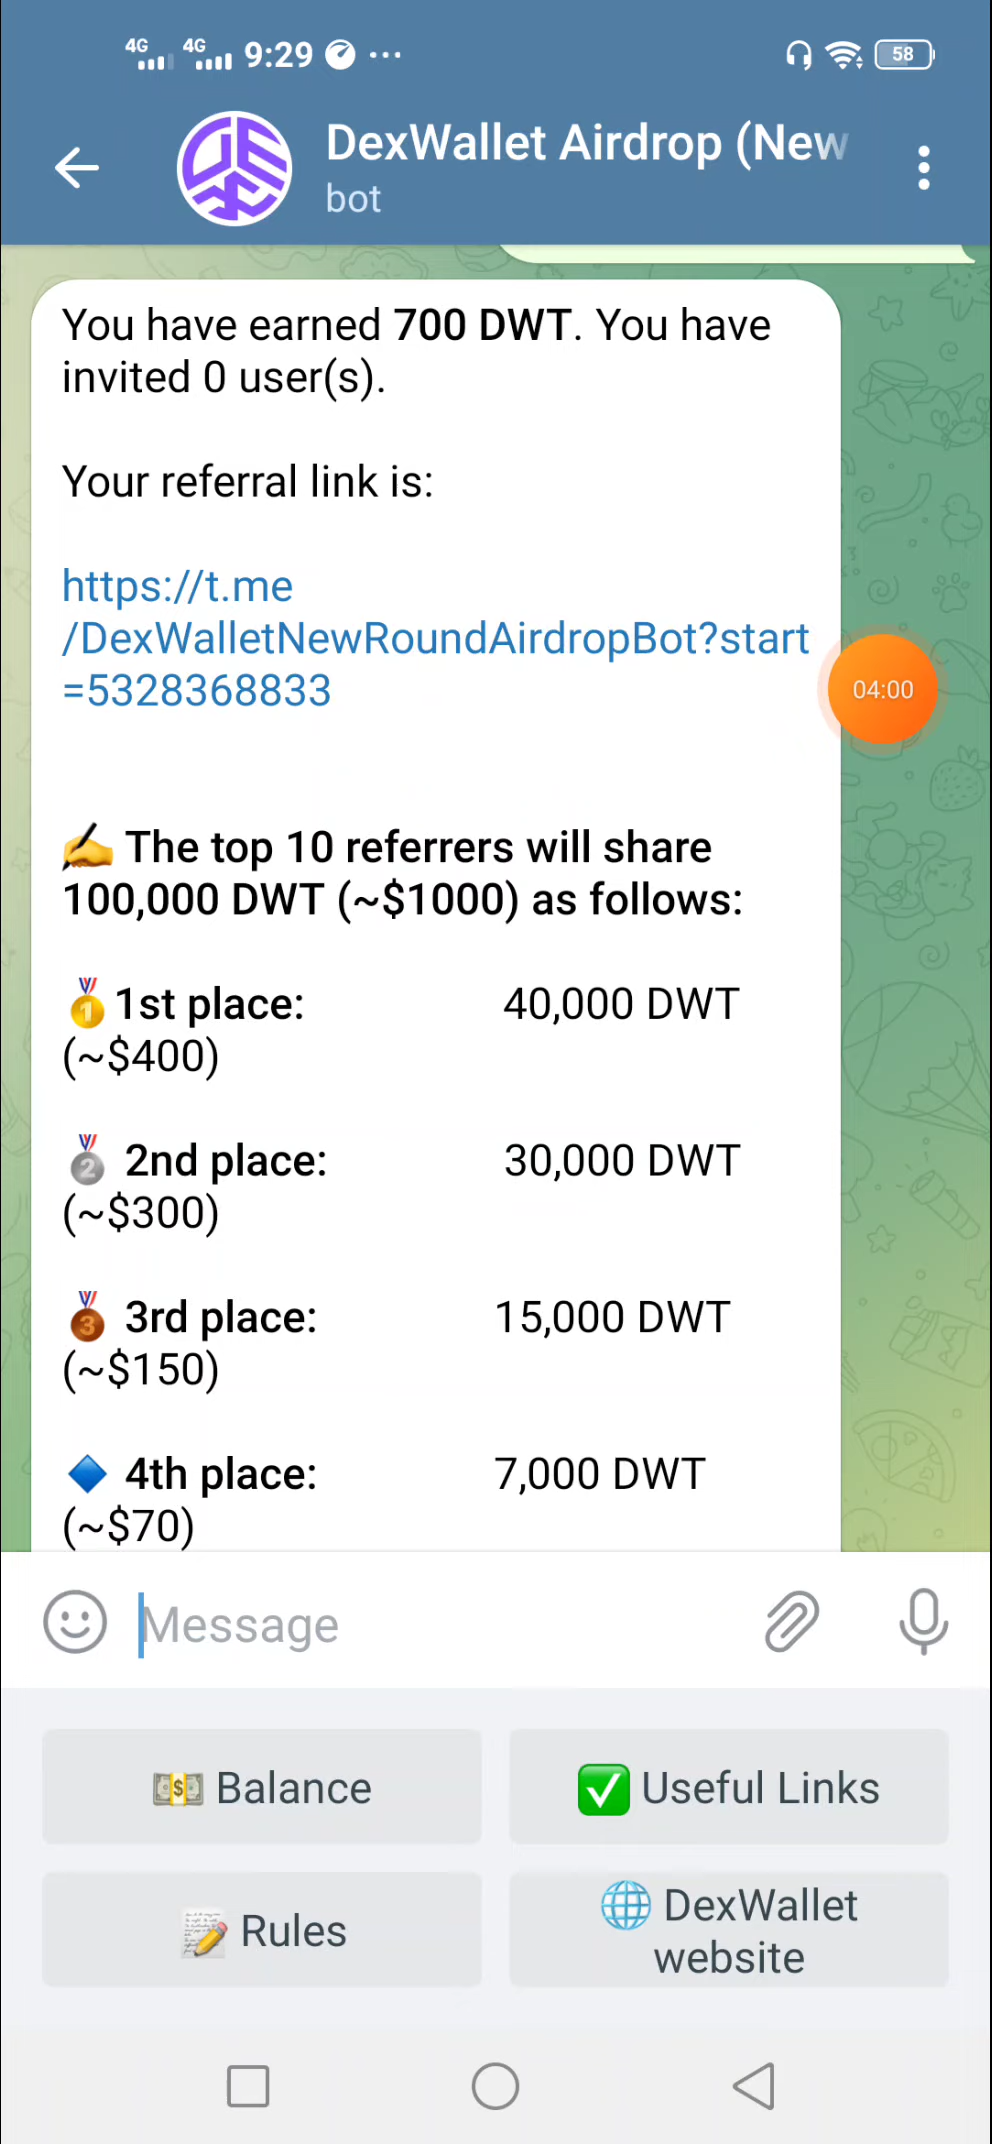 4G 4G 9:29 ... 58
DexWallet Airdrop (New
bot
You have earned 700 DWT. You have
invited 0 user(s).
Your referral link is:
https://t.me
/DexWalletNewRoundAirdropBot?start
=5328368833
04:00
✍ The top 10 referrers will share
100,000 DWT (~$1000) as follows:
🥇 1st place: 40,000 DWT
(~$400)
🥈 2nd place: 30,000 DWT
(~$300)
🥉 3rd place: 15,000 DWT
(~$150)
🔷 4th place: 7,000 DWT
(~$70)
Message
💵 Balance
✅ Useful Links
📝 Rules
🌐 DexWallet
website